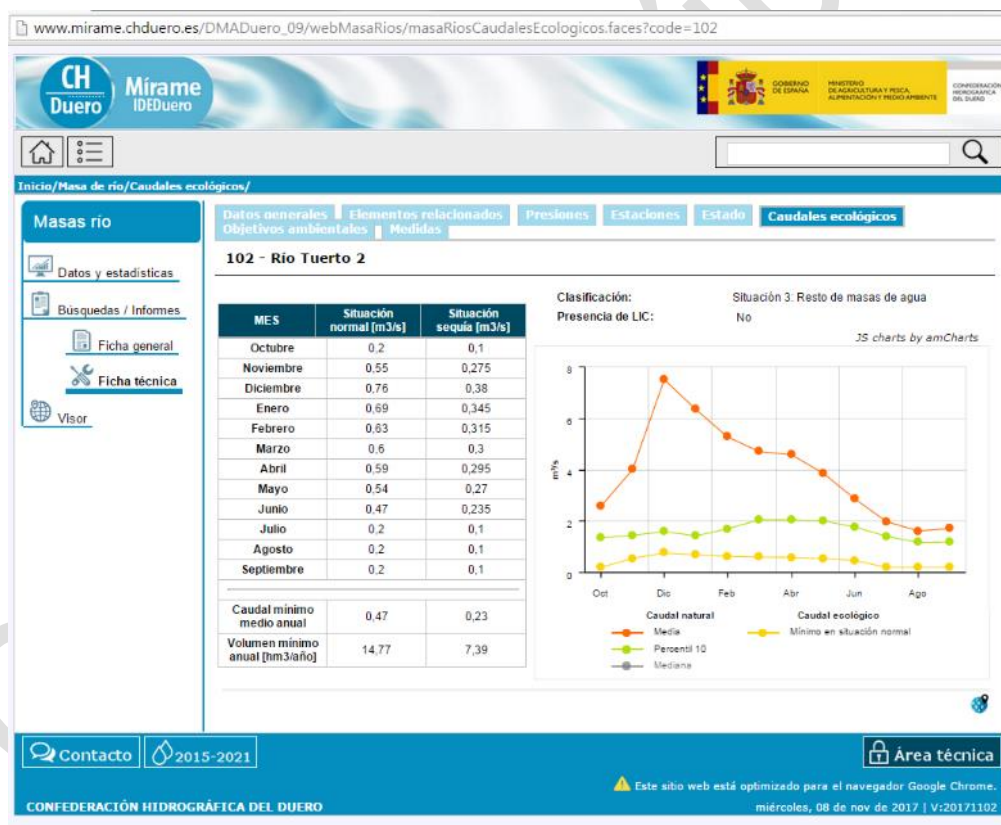 www.mirame.chduero.es/DMADuero_09/webMasaRios/masaRiosCaudalesEcologicos.faces?code=102
CH
Duero
Mírame
IDEDuero
GOBIERNO
DE ESPAÑA
MINISTERIO
DE AGRICULTURA Y PESCA,
ALIMENTACIÓN Y MEDIO AMBIENTE
CONFEDERACIÓN
HIDROGRÁFICA
DEL DUERO
Inicio/Masa de río/Caudales ecológicos/
Masas río
Datos y estadísticas
Búsquedas / Informes
Ficha general
Ficha técnica
Visor
Datos generales Elementos relacionados Presiones Estaciones Estado Caudales ecológicos
Objetivos ambientales Medidas
102 - Río Tuerto 2
MES Situación normal [m3/s] Situación sequía [m3/s]
Octubre 0,2 0,1
Noviembre 0,55 0,275
Diciembre 0,76 0,38
Enero 0,69 0,345
Febrero 0,63 0,315
Marzo 0,6 0,3
Abril 0,59 0,295
Mayo 0,54 0,27
Junio 0,47 0,235
Julio 0,2 0,1
Agosto 0,2 0,1
Septiembre 0,2 0,1
Caudal mínimo medio anual 0,47 0,23
Volumen mínimo anual [hm3/año] 14,77 7,39
Clasificación: Situación 3: Resto de masas de agua
Presencia de LIC: No
JS charts by amCharts
8
6
4
2
0
m³/s
Oct Dic Feb Abr Jun Ago
Caudal natural Caudal ecológico
Media Mínimo en situación normal
Percentil 10
Mediana
Contacto 2015-2021 Área técnica
Este sitio web está optimizado para el navegador Google Chrome.
CONFEDERACIÓN HIDROGRÁFICA DEL DUERO miércoles, 08 de nov de 2017 | V:20171102